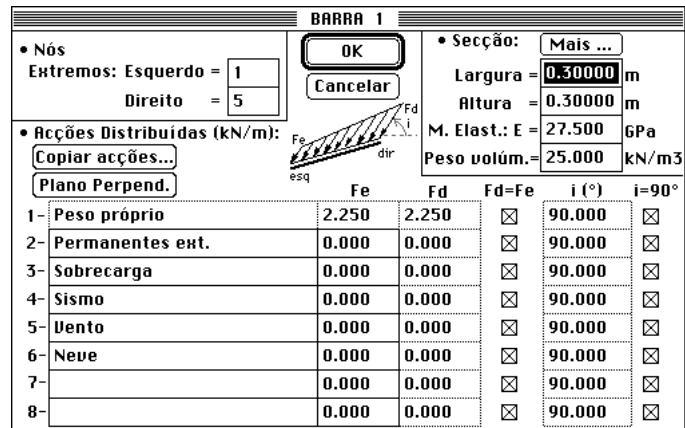 BARRA 1
• Nós
Extremos: Esquerdo = 1
Direito = 5
OK
Cancelar
• Secção: Mais ...
Largura = 0.30000 m
Altura = 0.30000 m
M. Elast.: E = 27.500 GPa
Peso volúm.= 25.000 kN/m3
• Acções Distribuídas (kN/m):
Copiar acções...
Plano Perpend.
Fe
Fd
i
dir
esq
Fe Fd Fd=Fe i (°) i=90°
1- Peso próprio 2.250 2.250 90.000
2- Permanentes ext. 0.000 0.000 90.000
3- Sobrecarga 0.000 0.000 90.000
4- Sismo 0.000 0.000 90.000
5- Vento 0.000 0.000 90.000
6- Neve 0.000 0.000 90.000
7- 0.000 0.000 90.000
8- 0.000 0.000 90.000